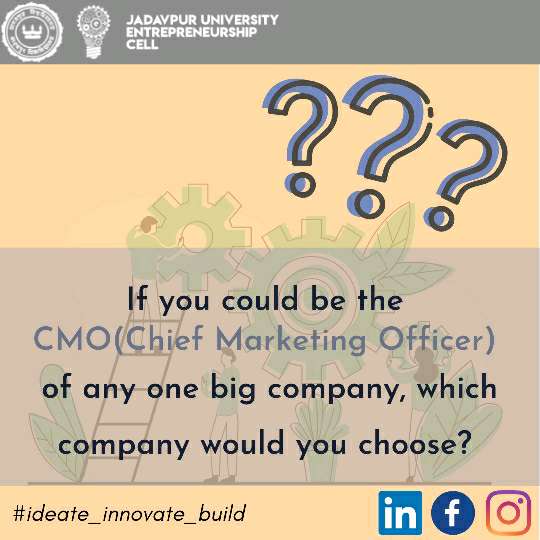 JADAVPUR UNIVERSITY
ENTREPRENEURSHIP
CELL
???
If you could be the
CMO(Chief Marketing Officer)
of any one big company, which
company would you choose?
#ideate_innovate_build
in f